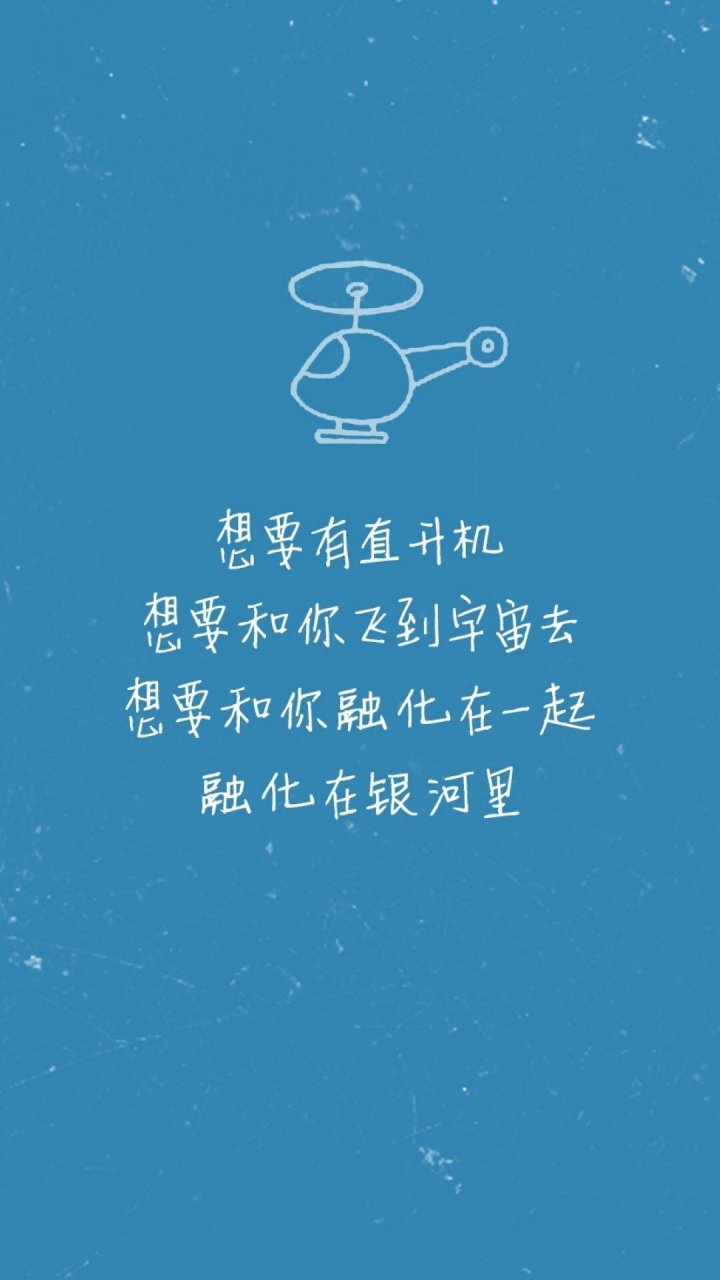 想要有直升机
想要和你飞到宇宙去
想要和你融化在一起
融化在银河里